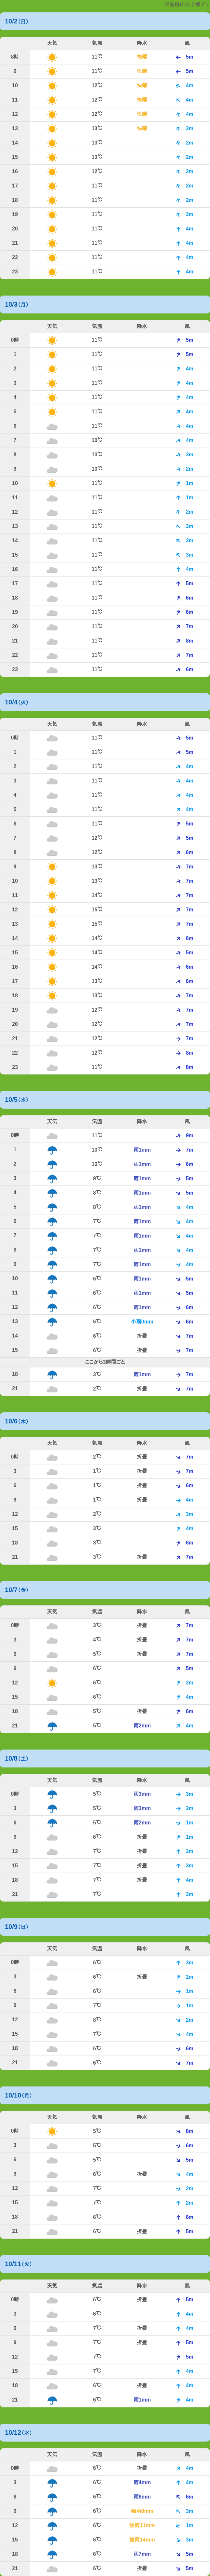 ※後積山の予報です
10/2(日)
天気 気温 降水 風
8時 11℃ 快晴 5m
9 11℃ 快晴 5m
10 12℃ 快晴 4m
11 12℃ 快晴 4m
12 12℃ 快晴 4m
13 13℃ 快晴 3m
14 13℃ 2m
15 13℃ 2m
16 12℃ 2m
17 11℃ 2m
18 11℃ 2m
19 11℃ 3m
20 11℃ 4m
21 11℃ 4m
22 11℃ 4m
23 11℃ 4m
10/3(月)
天気 気温 降水 風
0時 11℃ 5m
1 11℃ 5m
2 11℃ 4m
3 11℃ 4m
4 11℃ 4m
5 11℃ 4m
6 11℃ 4m
7 10℃ 4m
8 10℃ 3m
9 10℃ 2m
10 11℃ 1m
11 11℃ 1m
12 11℃ 2m
13 11℃ 3m
14 11℃ 3m
15 11℃ 3m
16 11℃ 4m
17 11℃ 5m
18 11℃ 6m
19 11℃ 6m
20 11℃ 7m
21 11℃ 8m
22 11℃ 7m
23 11℃ 6m
10/4(火)
天気 気温 降水 風
0時 11℃ 5m
1 11℃ 5m
2 11℃ 4m
3 11℃ 4m
4 11℃ 4m
5 11℃ 4m
6 11℃ 5m
7 12℃ 5m
8 12℃ 6m
9 13℃ 7m
10 13℃ 7m
11 14℃ 7m
12 15℃ 7m
13 15℃ 7m
14 14℃ 6m
15 14℃ 5m
16 14℃ 6m
17 13℃ 6m
18 13℃ 7m
19 12℃ 7m
20 12℃ 7m
21 12℃ 7m
22 12℃ 8m
23 11℃ 8m
10/5(水)
天気 気温 降水 風
0時 11℃ 9m
1 10℃ 雨1mm 7m
2 10℃ 雨1mm 6m
3 9℃ 雨1mm 5m
4 8℃ 雨1mm 5m
5 8℃ 雨1mm 4m
6 7℃ 雨1mm 4m
7 7℃ 雨1mm 4m
8 7℃ 雨1mm 4m
9 7℃ 雨1mm 4m
10 6℃ 雨1mm 5m
11 6℃ 雨1mm 5m
12 6℃ 雨1mm 6m
13 6℃ 小雨0mm 6m
14 6℃ 折畳 7m
15 6℃ 折畳 7m
ここから3時間ごと
18 3℃ 雨1mm 7m
21 2℃ 折畳 7m
10/6(木)
天気 気温 降水 風
0時 2℃ 折畳 7m
3 1℃ 折畳 7m
6 1℃ 折畳 6m
9 1℃ 折畳 4m
12 2℃ 3m
15 3℃ 4m
18 3℃ 6m
21 3℃ 折畳 7m
10/7(金)
天気 気温 降水 風
0時 3℃ 折畳 7m
3 4℃ 折畳 7m
6 5℃ 折畳 7m
9 6℃ 5m
12 6℃ 2m
15 6℃ 4m
18 5℃ 折畳 6m
21 5℃ 雨2mm 4m
10/8(土)
天気 気温 降水 風
0時 5℃ 雨3mm 3m
3 5℃ 雨3mm 2m
6 5℃ 雨2mm 1m
9 6℃ 折畳 1m
12 7℃ 折畳 2m
15 7℃ 折畳 3m
18 7℃ 折畳 4m
21 7℃ 3m
10/9(日)
天気 気温 降水 風
0時 6℃ 3m
3 6℃ 折畳 2m
6 6℃ 1m
9 7℃ 1m
12 8℃ 2m
15 7℃ 4m
18 6℃ 6m
21 6℃ 7m
10/10(月)
天気 気温 降水 風
0時 5℃ 8m
3 5℃ 6m
6 5℃ 5m
9 6℃ 折畳 4m
12 7℃ 2m
15 7℃ 2m
18 6℃ 6m
21 6℃ 折畳 5m
10/11(火)
天気 気温 降水 風
0時 6℃ 折畳 5m
3 6℃ 4m
6 7℃ 折畳 4m
9 7℃ 折畳 5m
12 7℃ 5m
15 7℃ 4m
18 6℃ 折畳 4m
21 6℃ 雨1mm 4m
10/12(水)
天気 気温 降水 風
0時 6℃ 折畳 4m
3 6℃ 雨4mm 4m
6 6℃ 雨6mm 6m
9 6℃ 強雨8mm 3m
12 6℃ 強雨11mm 1m
15 6℃ 強雨14mm 3m
18 6℃ 雨7mm 5m
21 6℃ 折畳 5m